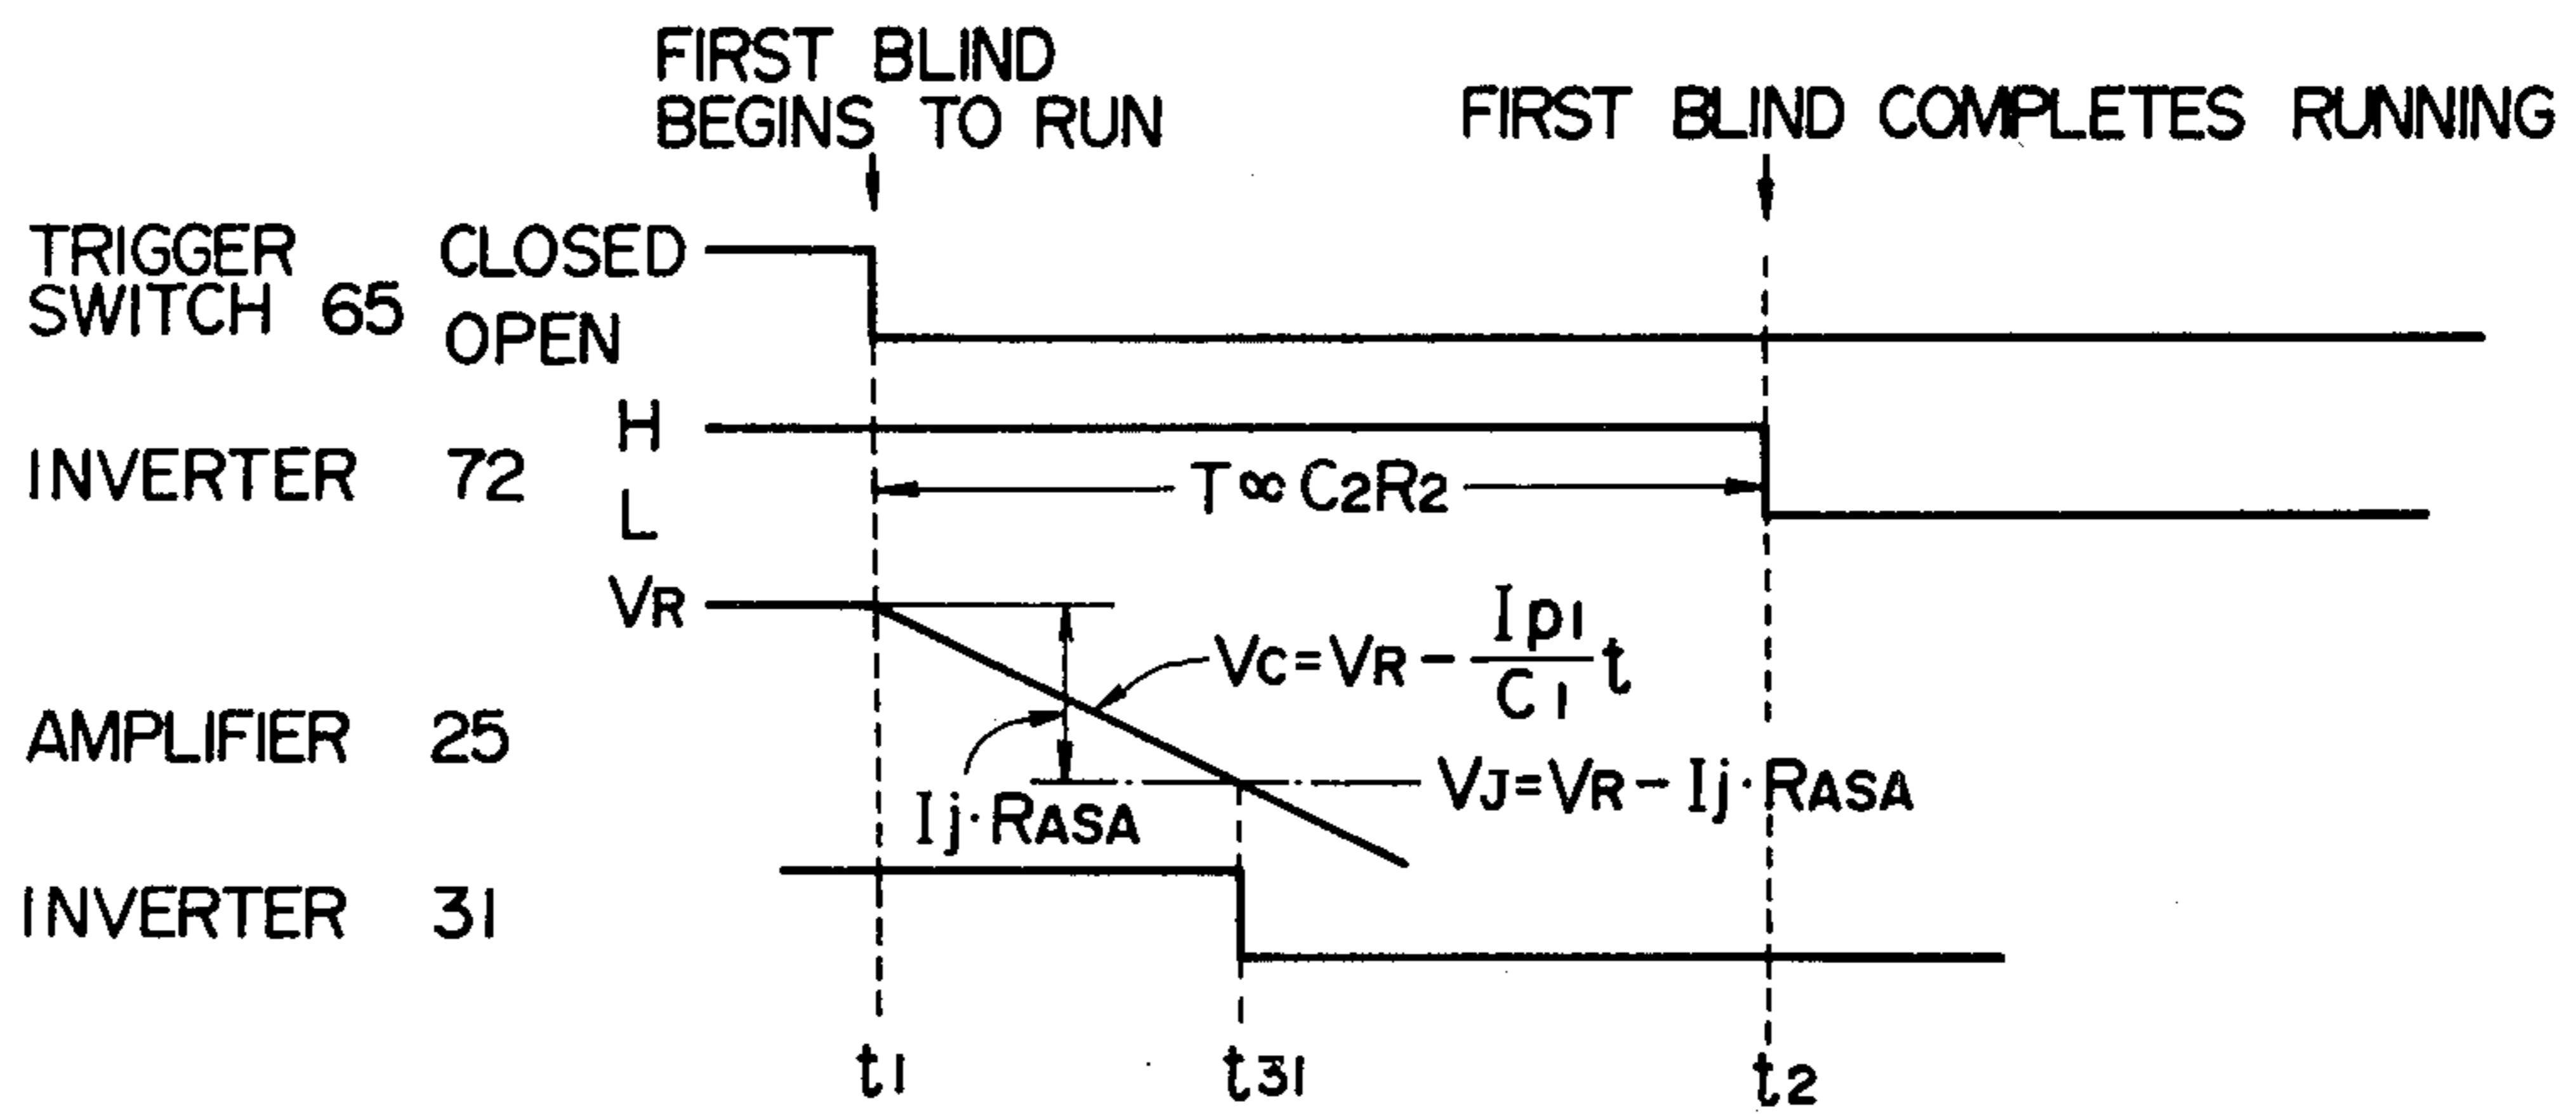 FIRST BLIND
BEGINS TO RUN
FIRST BLIND COMPLETES RUNNING
TRIGGER
SWITCH 65
CLOSED
OPEN
INVERTER 72
H
L
T∝C2R2
VR
VC=VR-Ip1/C1 t
AMPLIFIER 25
Ij·RASA
VJ=VR-Ij·RASA
INVERTER 31
t1
t31
t2